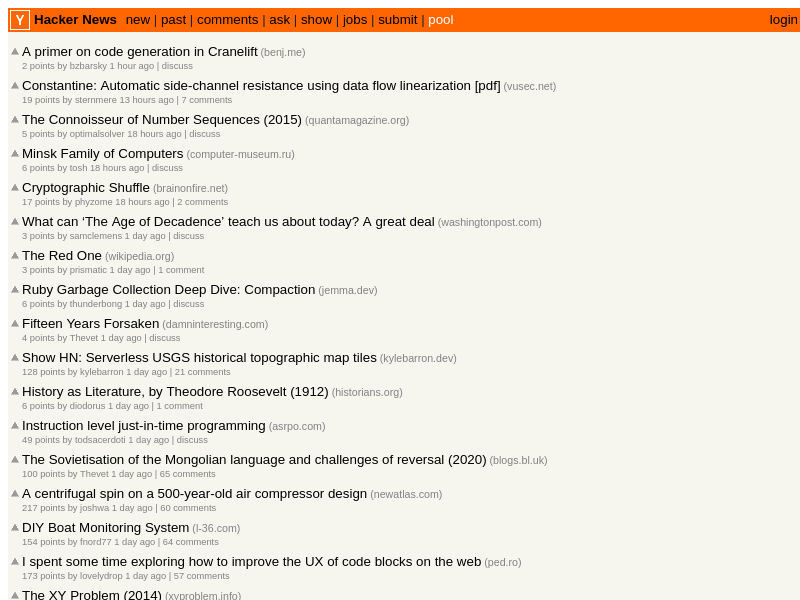 Y Hacker News new | past | comments | ask | show | jobs | submit | pool login
A primer on code generation in Cranelift (benj.me)
2 points by bzbarsky 1 hour ago | discuss
Constantine: Automatic side-channel resistance using data flow linearization [pdf] (vusec.net)
19 points by sternmere 13 hours ago | 7 comments
The Connoisseur of Number Sequences (2015) (quantamagazine.org)
5 points by optimalsolver 18 hours ago | discuss
Minsk Family of Computers (computer-museum.ru)
6 points by tosh 18 hours ago | discuss
Cryptographic Shuffle (brainonfire.net)
17 points by phyzome 18 hours ago | 2 comments
What can ‘The Age of Decadence’ teach us about today? A great deal (washingtonpost.com)
3 points by samclemens 1 day ago | discuss
The Red One (wikipedia.org)
3 points by prismatic 1 day ago | 1 comment
Ruby Garbage Collection Deep Dive: Compaction (jemma.dev)
6 points by thunderbong 1 day ago | discuss
Fifteen Years Forsaken (damninteresting.com)
4 points by Thevet 1 day ago | discuss
Show HN: Serverless USGS historical topographic map tiles (kylebarron.dev)
128 points by kylebarron 1 day ago | 21 comments
History as Literature, by Theodore Roosevelt (1912) (historians.org)
6 points by diodorus 1 day ago | 1 comment
Instruction level just-in-time programming (asrpo.com)
49 points by todsacerdoti 1 day ago | discuss
The Sovietisation of the Mongolian language and challenges of reversal (2020) (blogs.bl.uk)
100 points by Thevet 1 day ago | 65 comments
A centrifugal spin on a 500-year-old air compressor design (newatlas.com)
217 points by joshwa 1 day ago | 60 comments
DIY Boat Monitoring System (l-36.com)
154 points by fnord77 1 day ago | 64 comments
I spent some time exploring how to improve the UX of code blocks on the web (ped.ro)
173 points by lovelydrop 1 day ago | 57 comments
The XY Problem (2014) (xyproblem.info)